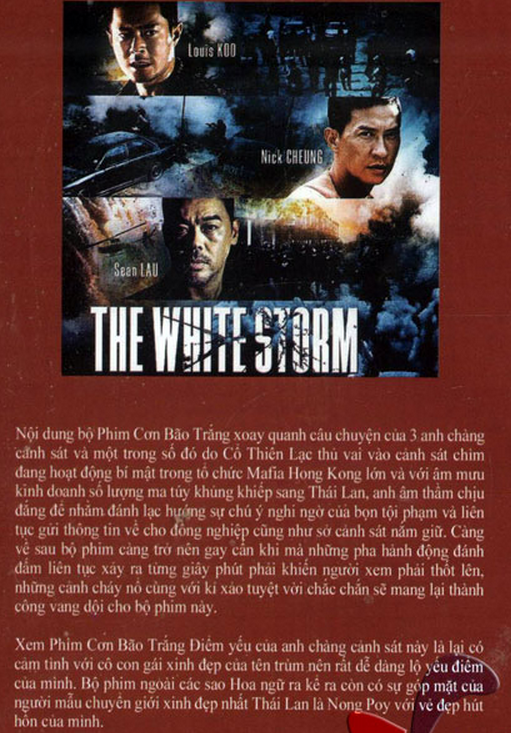 Louis KOO
Nick CHEUNG
Sean LAU
THE WHITE STORM
Nội dung bộ Phim Cơn Bão Trắng xoay quanh câu chuyện của 3 anh chàng
cảnh sát và một trong số đó do Cổ Thiên Lạc thủ vai vào cảnh sát chìm
đang hoạt động bí mật trong tổ chức Mafia Hong Kong lớn và với âm mưu
kinh doanh số lượng ma túy khủng khiếp sang Thái Lan, anh âm thầm chịu
đắng để nhằm đánh lạc hướng sự chú ý nghi ngờ của bọn tội phạm và liên
tục gửi thông tin về cho đồng nghiệp cũng như sở cảnh sát nắm giữ. Càng
về sau bộ phim càng trở nên gay cấn khi mà những pha hành động đánh
đấm liên tục xảy ra từng giây phút phải khiến người xem phải thốt lên,
những cảnh cháy nổ cùng với kĩ xảo tuyệt vời chắc chắn sẽ mang lại thành
công vang dội cho bộ phim này.
Xem Phim Cơn Bão Trắng Điểm yếu của anh chàng cảnh sát này là lại có
cảm tình với cô con gái xinh đẹp của tên trùm nên rất dễ dàng lộ yếu điểm
của mình. Bộ phim ngoài các sao Hoa ngữ ra kể ra còn có sự góp mặt của
người mẫu chuyển giới xinh đẹp nhất Thái Lan là Nong Poy với vẻ đẹp hút
hồn của mình.